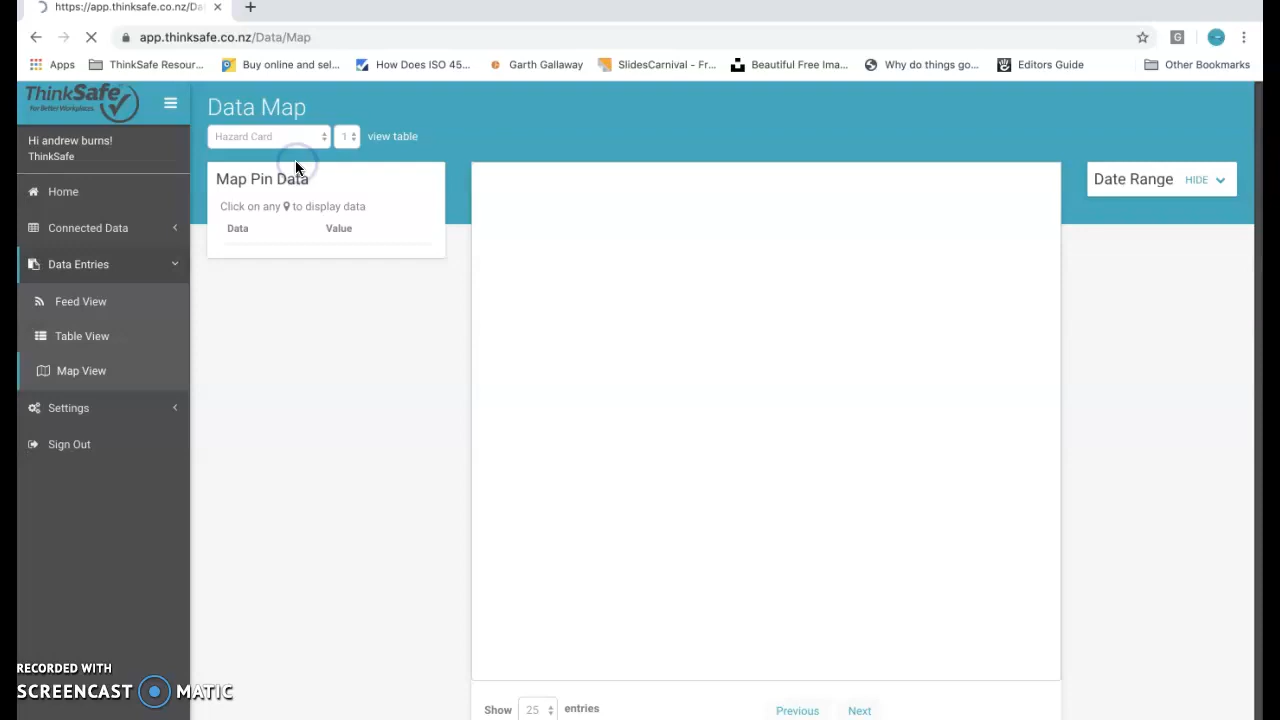 https://app.thinksafe.co.nz/Da
app.thinksafe.co.nz/Data/Map
Apps
ThinkSafe Resour...
Buy online and sel...
How Does ISO 45...
Garth Gallaway
SlidesCarnival - Fr...
Beautiful Free Ima...
Why do things go...
Editors Guide
Other Bookmarks
ThinkSafe
For Better Workplaces.
Hi andrew burns!
ThinkSafe
Home
Connected Data
Data Entries
Feed View
Table View
Map View
Settings
Sign Out
Data Map
Hazard Card
1
view table
Map Pin Data
Click on any to display data
Data Value
Date Range HIDE
Show 25 entries
Previous Next
RECORDED WITH
SCREENCAST MATIC